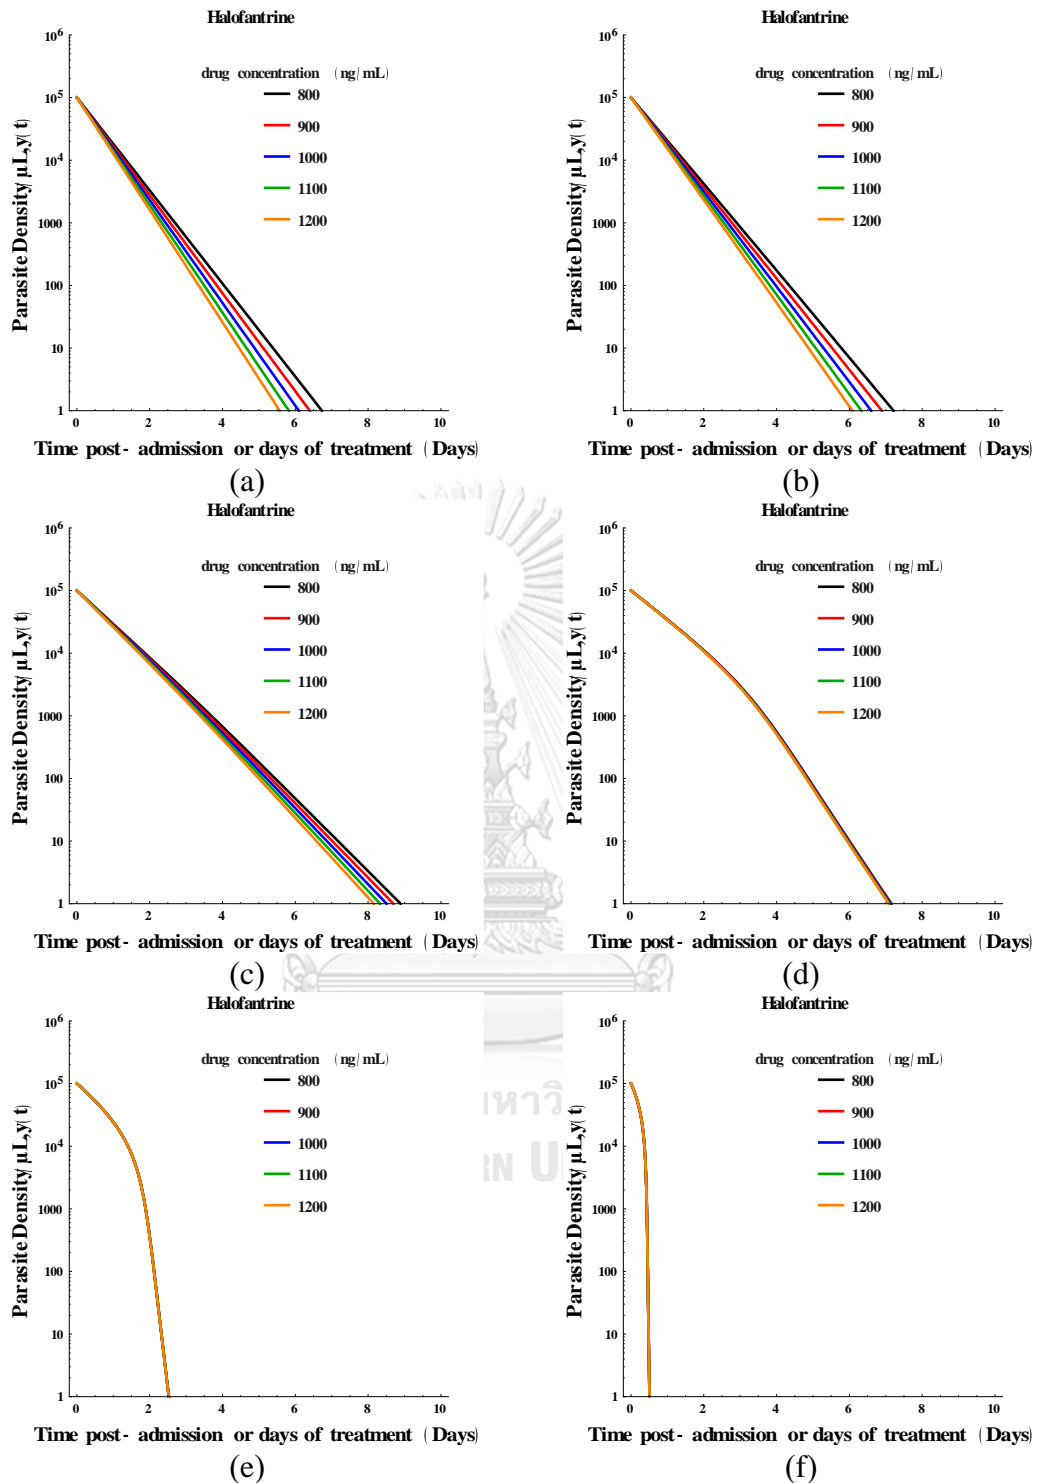 Halofantrine
10^6
drug concentration (ng/mL)
10^5
800
900
10^4
1000
1000
1100
1200
100
10
1
0 2 4 6 8 10
Parasite Density/μL,y(t)
Time post- admission or days of treatment (Days)
(a)
Halofantrine
10^6
drug concentration (ng/mL)
10^5
800
900
10^4
1000
1000
1100
1200
100
10
1
0 2 4 6 8 10
Parasite Density/μL,y(t)
Time post- admission or days of treatment (Days)
(b)
Halofantrine
10^6
drug concentration (ng/mL)
10^5
800
900
10^4
1000
1000
1100
1200
100
10
1
0 2 4 6 8 10
Parasite Density/μL,y(t)
Time post- admission or days of treatment (Days)
(c)
Halofantrine
10^6
drug concentration (ng/mL)
10^5
800
900
10^4
1000
1000
1100
1200
100
10
1
0 2 4 6 8 10
Parasite Density/μL,y(t)
Time post- admission or days of treatment (Days)
(d)
Halofantrine
10^6
drug concentration (ng/mL)
10^5
800
900
10^4
1000
1000
1100
1200
100
10
1
0 2 4 6 8 10
Parasite Density/μL,y(t)
Time post- admission or days of treatment (Days)
(e)
Halofantrine
10^6
drug concentration (ng/mL)
10^5
800
900
10^4
1000
1000
1100
1200
100
10
1
0 2 4 6 8 10
Parasite Density/μL,y(t)
Time post- admission or days of treatment (Days)
(f)
มหาวิ
RN U